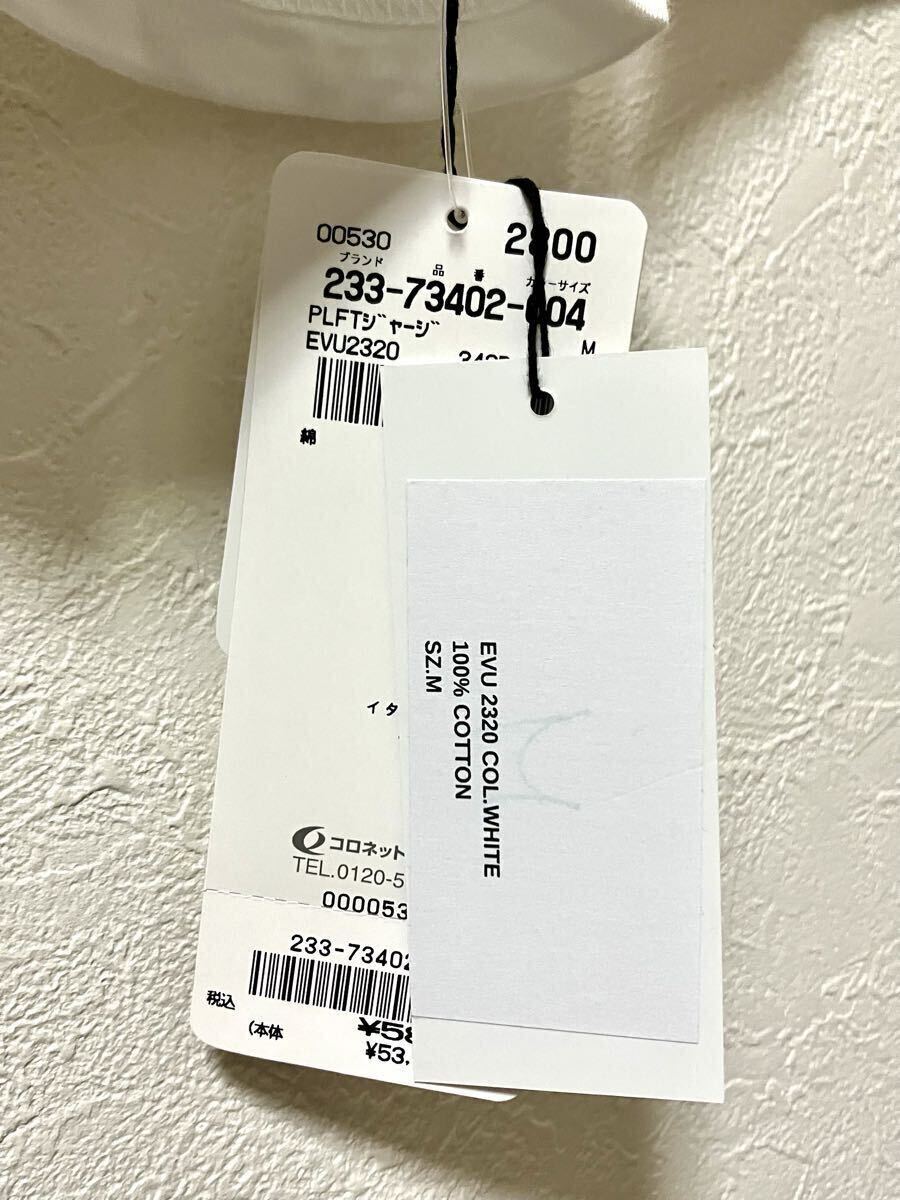 00530 2800
ブランド 品番 カラーサイズ
233-73402-004
PLFTジャージ M
EVU2320
綿
イタ
コロネット
TEL.0120-5
000053
233-7340
税込 ¥58
(本体 ¥53,
EVU 2320 COL.WHITE
100% COTTON
SZ.M